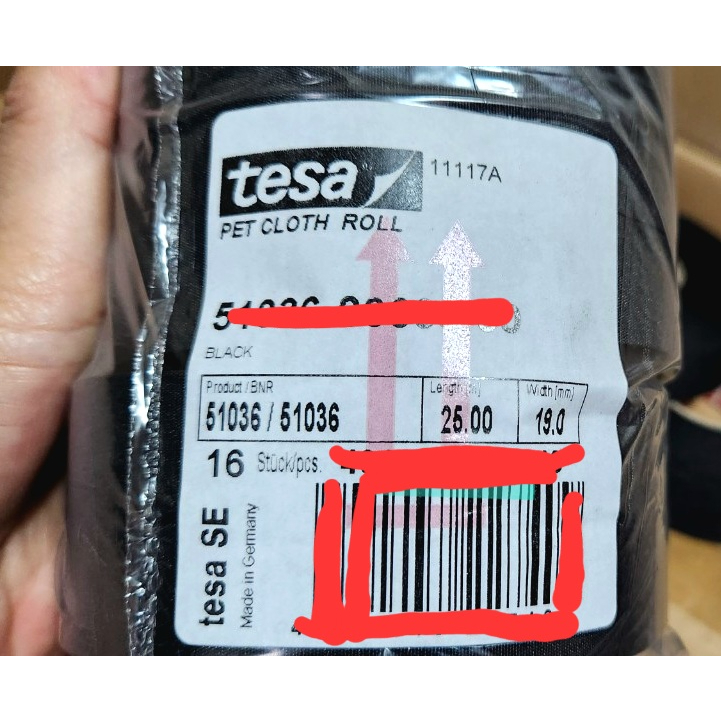 tesa
11117A
PET CLOTH ROLL
BLACK
Product / BNR
Length [m]
Width [mm]
51036 / 51036
25.00
19.0
16 Stück/pcs.
tesa SE
Made in Germany